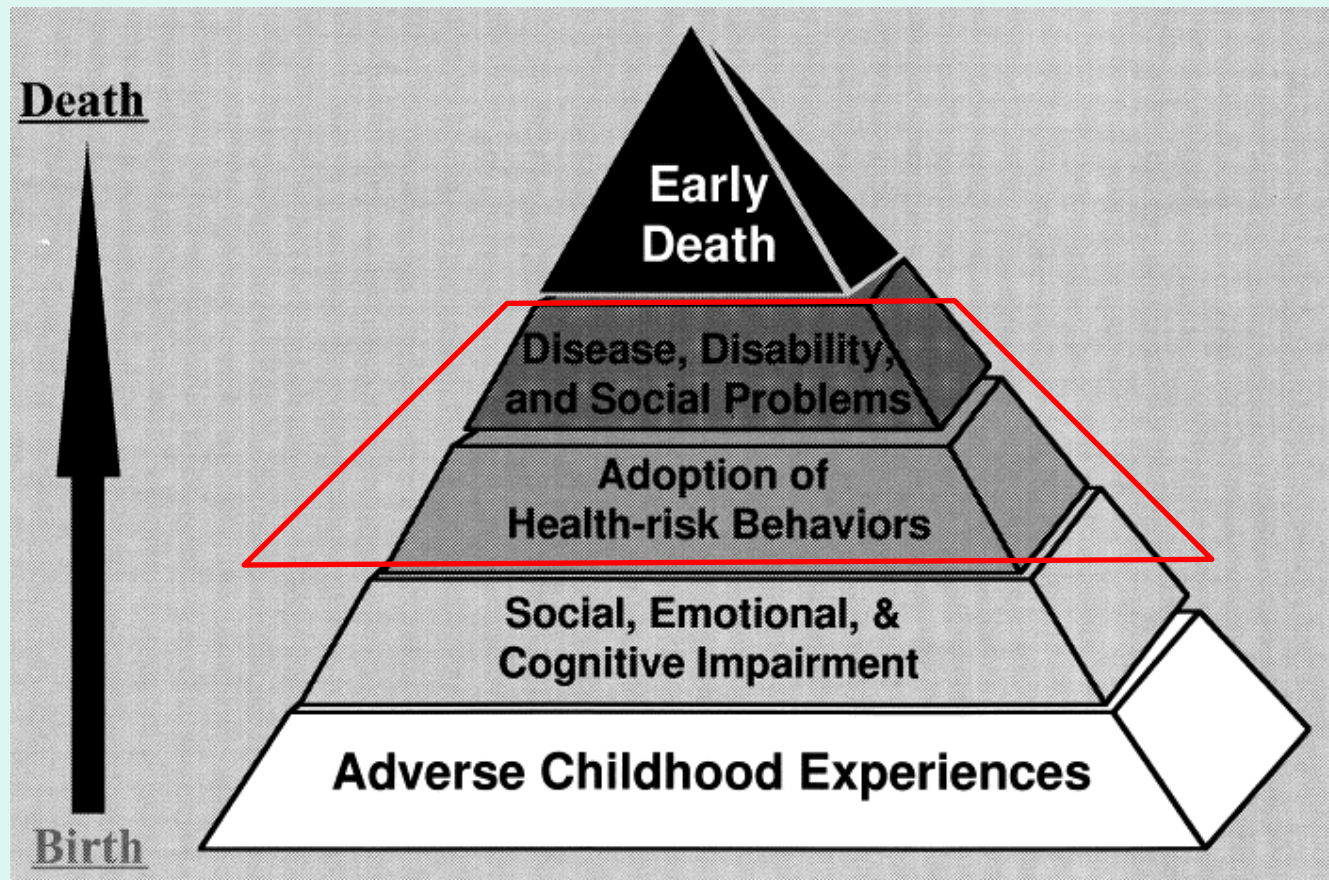 Death
Early
Death
Disease, Disability,
and Social Problems
Adoption of
Health-risk Behaviors
Social, Emotional, &
Cognitive Impairment
Adverse Childhood Experiences
Birth